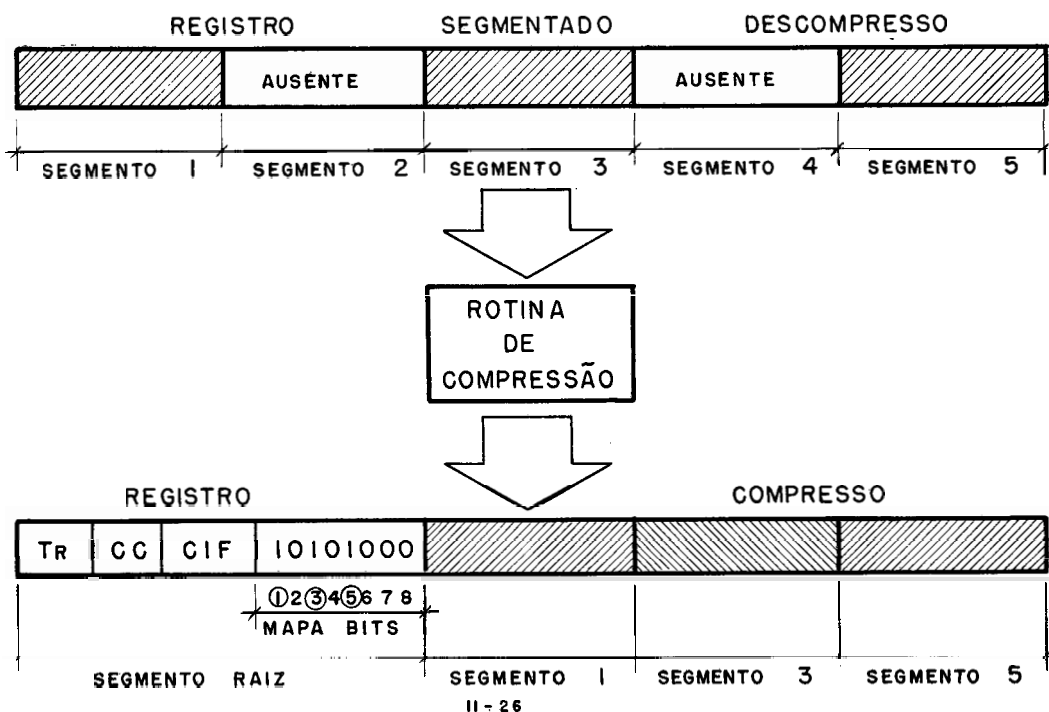 REGISTRO SEGMENTADO DESCOMPRESSO
AUSENTE AUSENTE
SEGMENTO 1 SEGMENTO 2 SEGMENTO 3 SEGMENTO 4 SEGMENTO 5
ROTINA
DE
COMPRESSÃO
REGISTRO COMPRESSO
TR CC CIF 10101000
①2③4⑤678
MAPA BITS
SEGMENTO RAIZ SEGMENTO 1 SEGMENTO 3 SEGMENTO 5
11-26